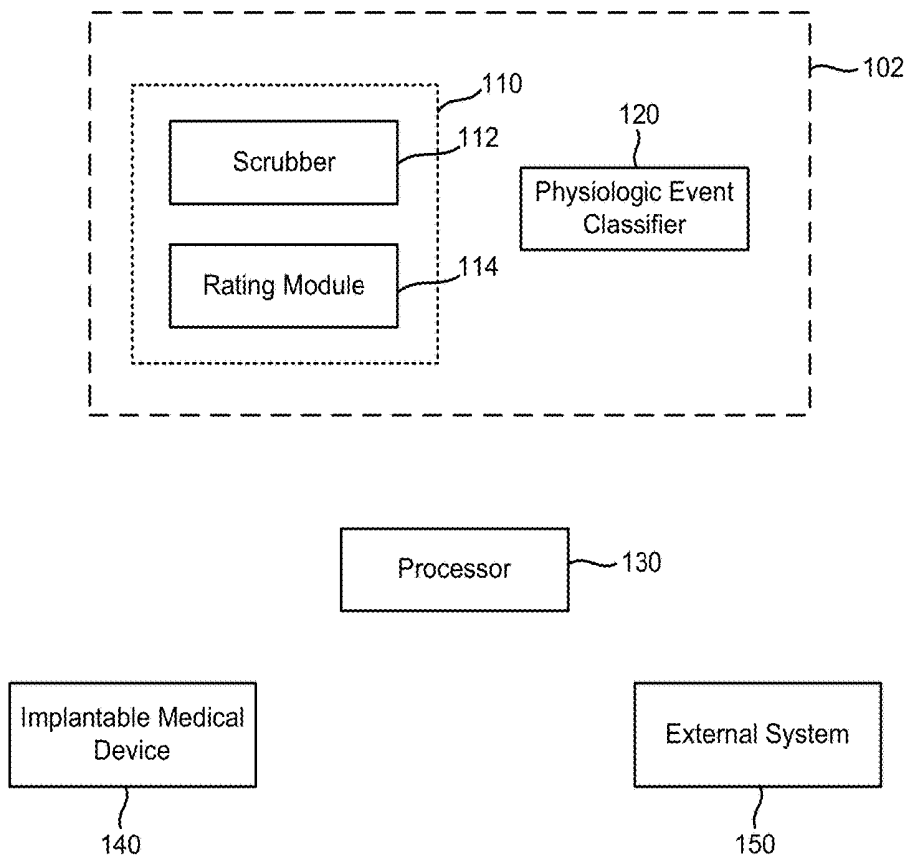 102
110
Scrubber
112
120
Physiologic Event
Classifier
Rating Module
114
Processor
130
Implantable Medical
Device
External System
140
150